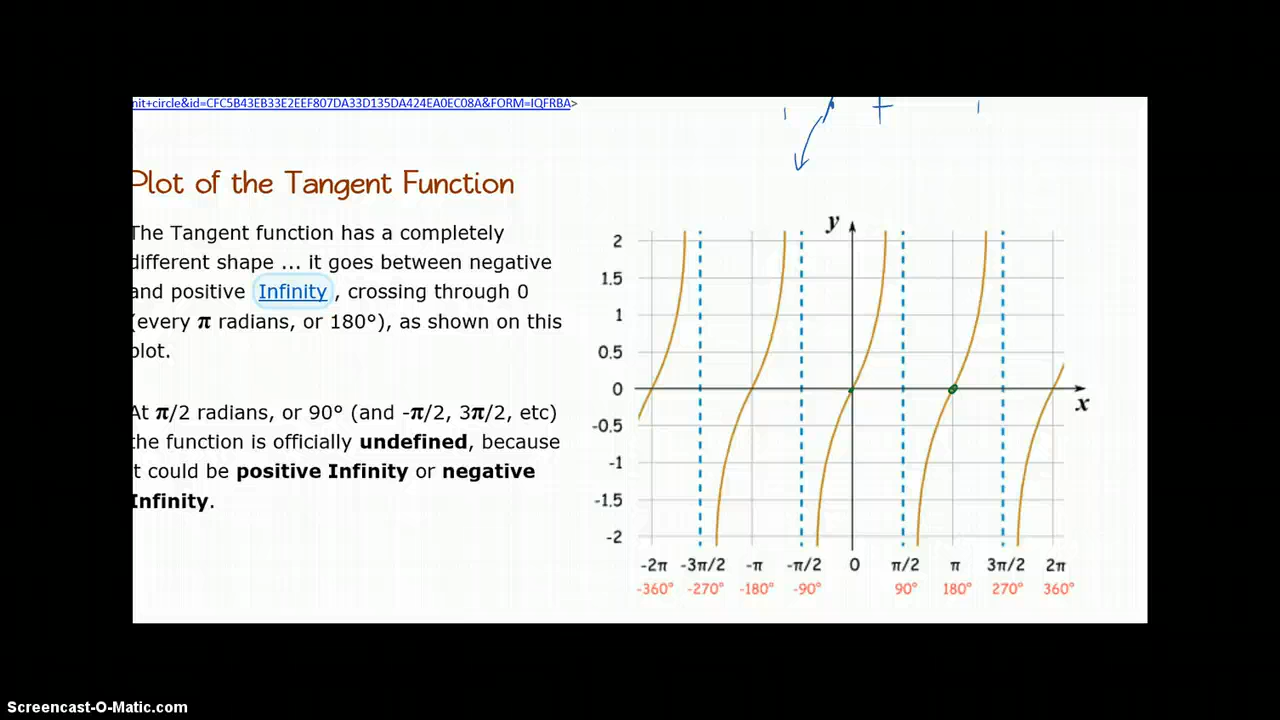 nit+circle&id=CFC5B43EB33E2EEF807DA33D135DA424EA0EC08A&FORM=IQFRBA>
Plot of the Tangent Function
The Tangent function has a completely
different shape ... it goes between negative
and positive Infinity , crossing through 0
(every π radians, or 180°), as shown on this
plot.
At π/2 radians, or 90° (and -π/2, 3π/2, etc)
the function is officially undefined, because
it could be positive Infinity or negative
Infinity.
y
2
1.5
1
0.5
0
-0.5
-1
-1.5
-2
x
-2π -3π/2 -π -π/2 0 π/2 π 3π/2 2π
-360° -270° -180° -90° 90° 180° 270° 360°
Screencast-O-Matic.com